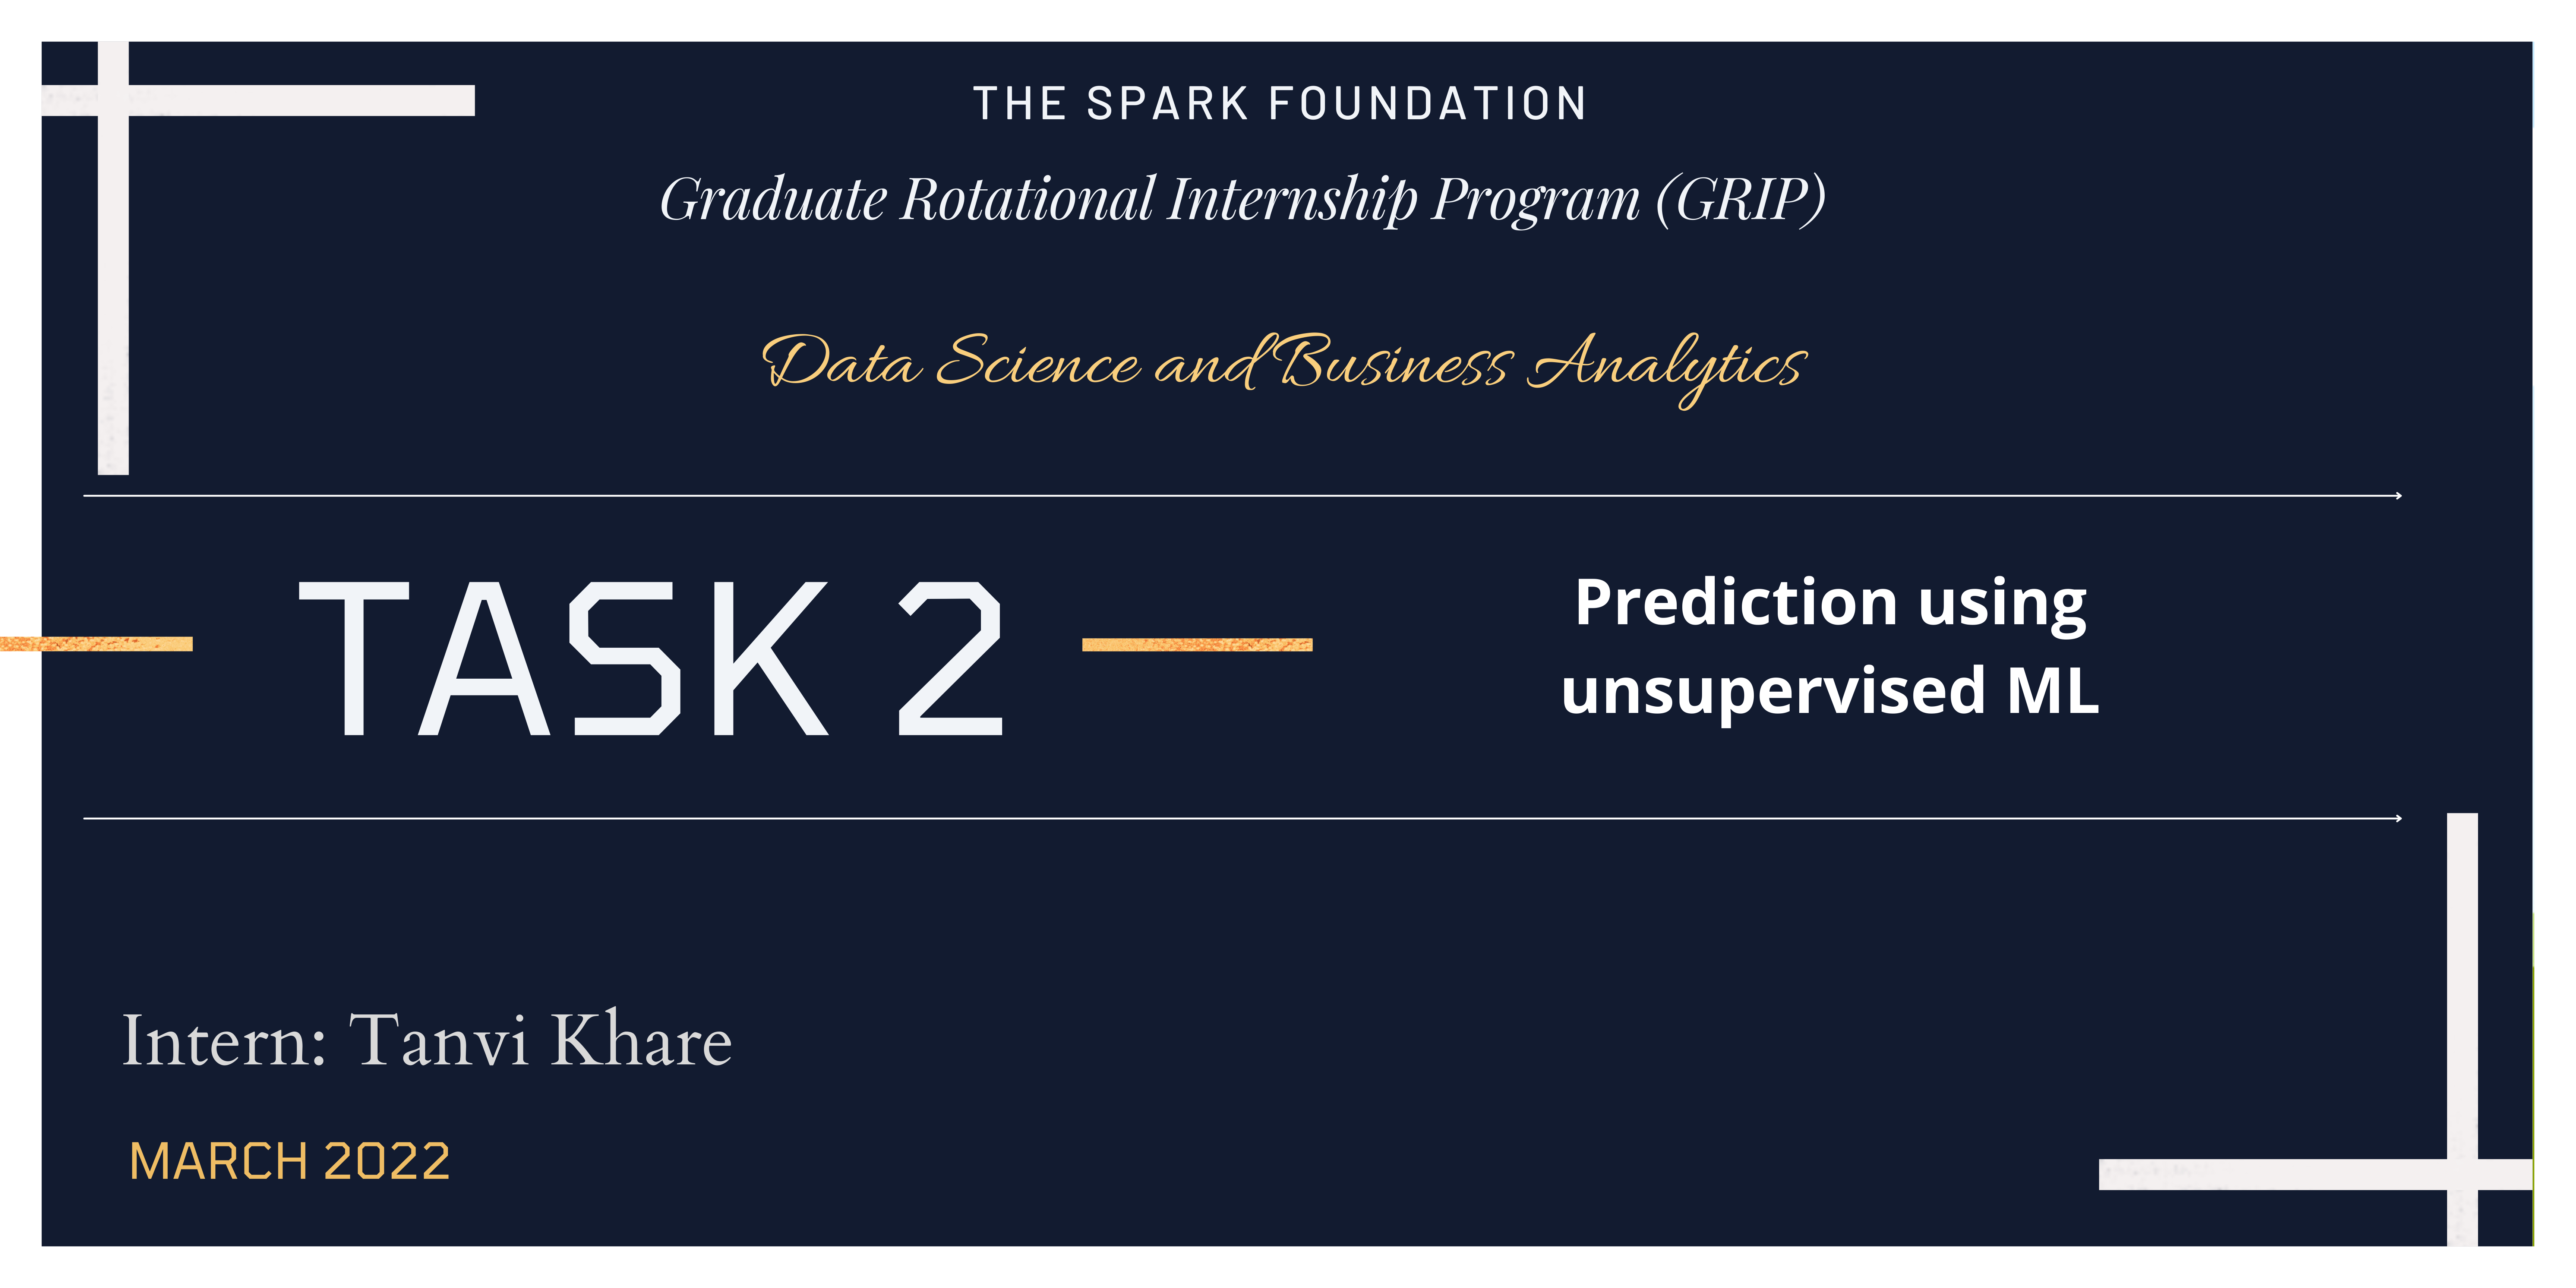 THE SPARK FOUNDATION
Graduate Rotational Internship Program (GRIP)
Data Science and Business Analytics
TASK 2
Prediction using
unsupervised ML
Intern: Tanvi Khare
MARCH 2022